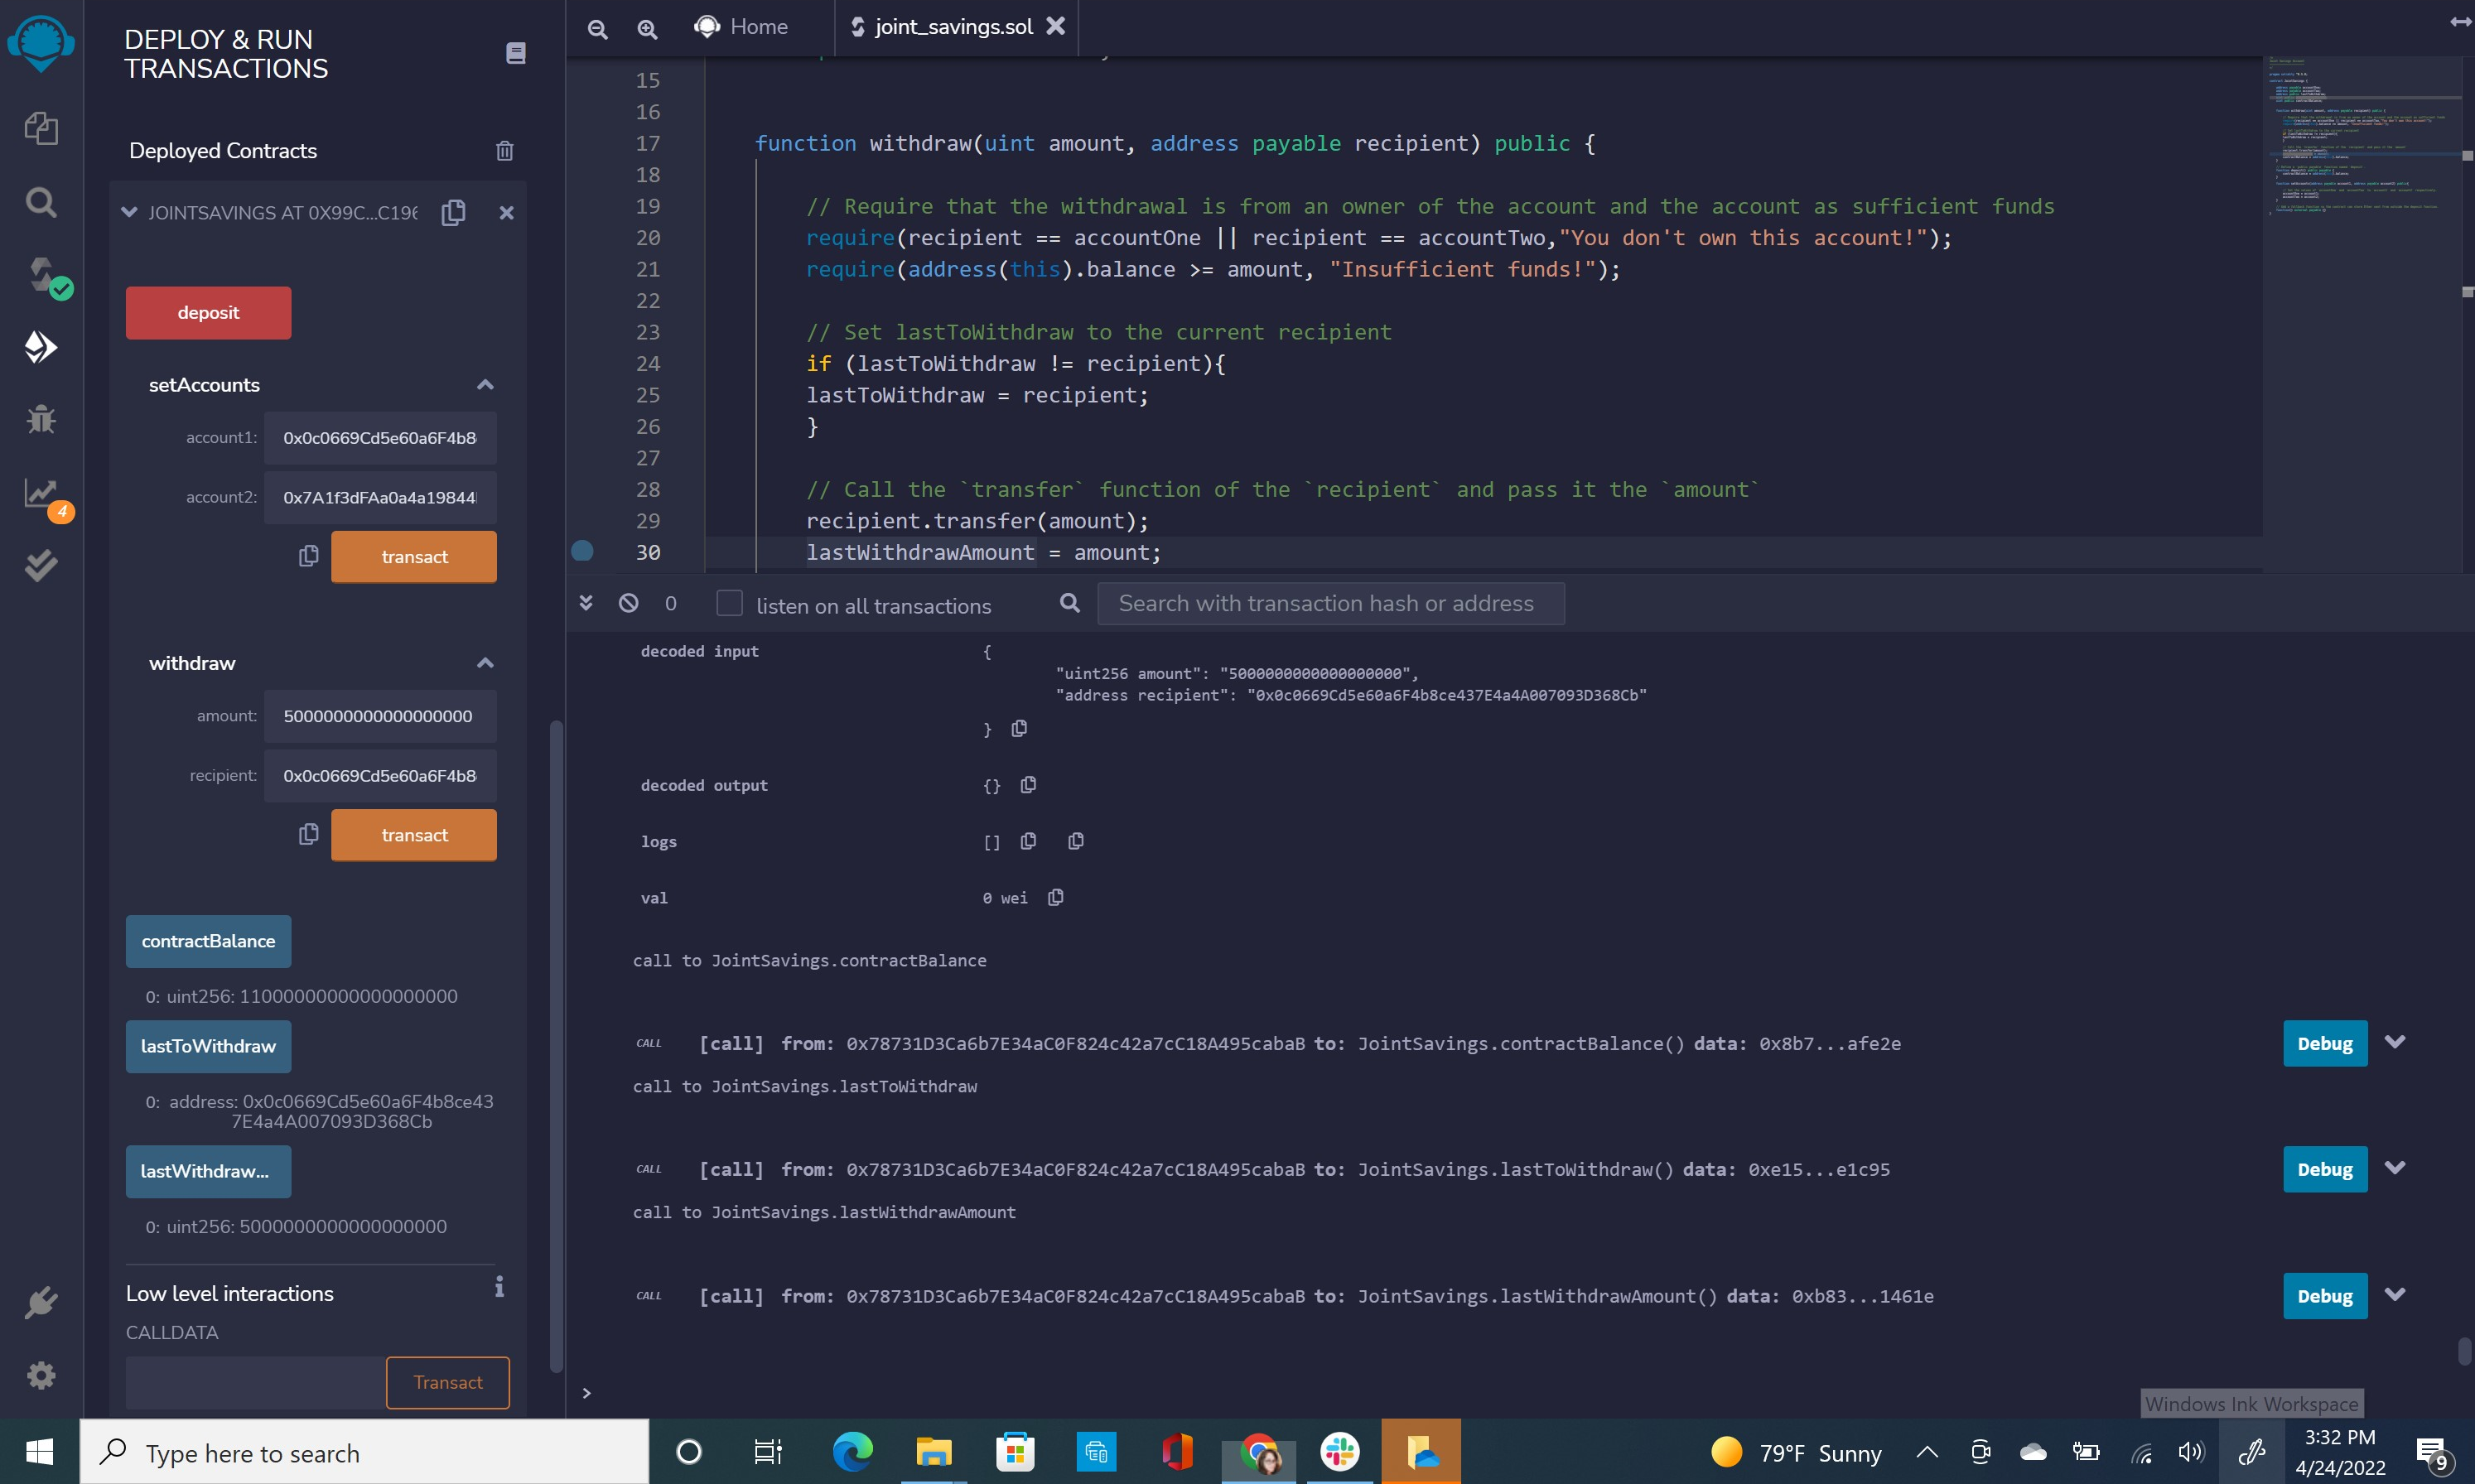 DEPLOY & RUN
TRANSACTIONS
Deployed Contracts
JOINTSAVINGS AT 0X99C...C196
deposit
setAccounts
account1: 0x0c0669Cd5e60a6F4b8
account2: 0x7A1f3dFAa0a4a19844
transact
withdraw
amount: 5000000000000000000
recipient: 0x0c0669Cd5e60a6F4b8
transact
contractBalance
0: uint256: 11000000000000000000
lastToWithdraw
0: address: 0x0c0669Cd5e60a6F4b8ce43
7E4a4A007093D368Cb
lastWithdraw...
0: uint256: 5000000000000000000
Low level interactions
CALLDATA
Transact
4
Home
joint_savings.sol
15
16
17 function withdraw(uint amount, address payable recipient) public {
18
19 // Require that the withdrawal is from an owner of the account and the account as sufficient funds
20 require(recipient == accountOne || recipient == accountTwo,"You don't own this account!");
21 require(address(this).balance >= amount, "Insufficient funds!");
22
23 // Set lastToWithdraw to the current recipient
24 if (lastToWithdraw != recipient){
25 lastToWithdraw = recipient;
26 }
27
28 // Call the `transfer` function of the `recipient` and pass it the `amount`
29 recipient.transfer(amount);
30 lastWithdrawAmount = amount;
0 listen on all transactions Search with transaction hash or address
decoded input {
"uint256 amount": "5000000000000000000",
"address recipient": "0x0c0669Cd5e60a6F4b8ce437E4a4A007093D368Cb"
}
decoded output {}
logs []
val 0 wei
call to JointSavings.contractBalance
CALL [call] from: 0x78731D3Ca6b7E34aC0F824c42a7cC18A495cabaB to: JointSavings.contractBalance() data: 0x8b7...afe2e Debug
call to JointSavings.lastToWithdraw
CALL [call] from: 0x78731D3Ca6b7E34aC0F824c42a7cC18A495cabaB to: JointSavings.lastToWithdraw() data: 0xe15...e1c95 Debug
call to JointSavings.lastWithdrawAmount
CALL [call] from: 0x78731D3Ca6b7E34aC0F824c42a7cC18A495cabaB to: JointSavings.lastWithdrawAmount() data: 0xb83...1461e Debug
>
Windows Ink Workspace
Type here to search
79°F Sunny
3:32 PM
4/24/2022
9